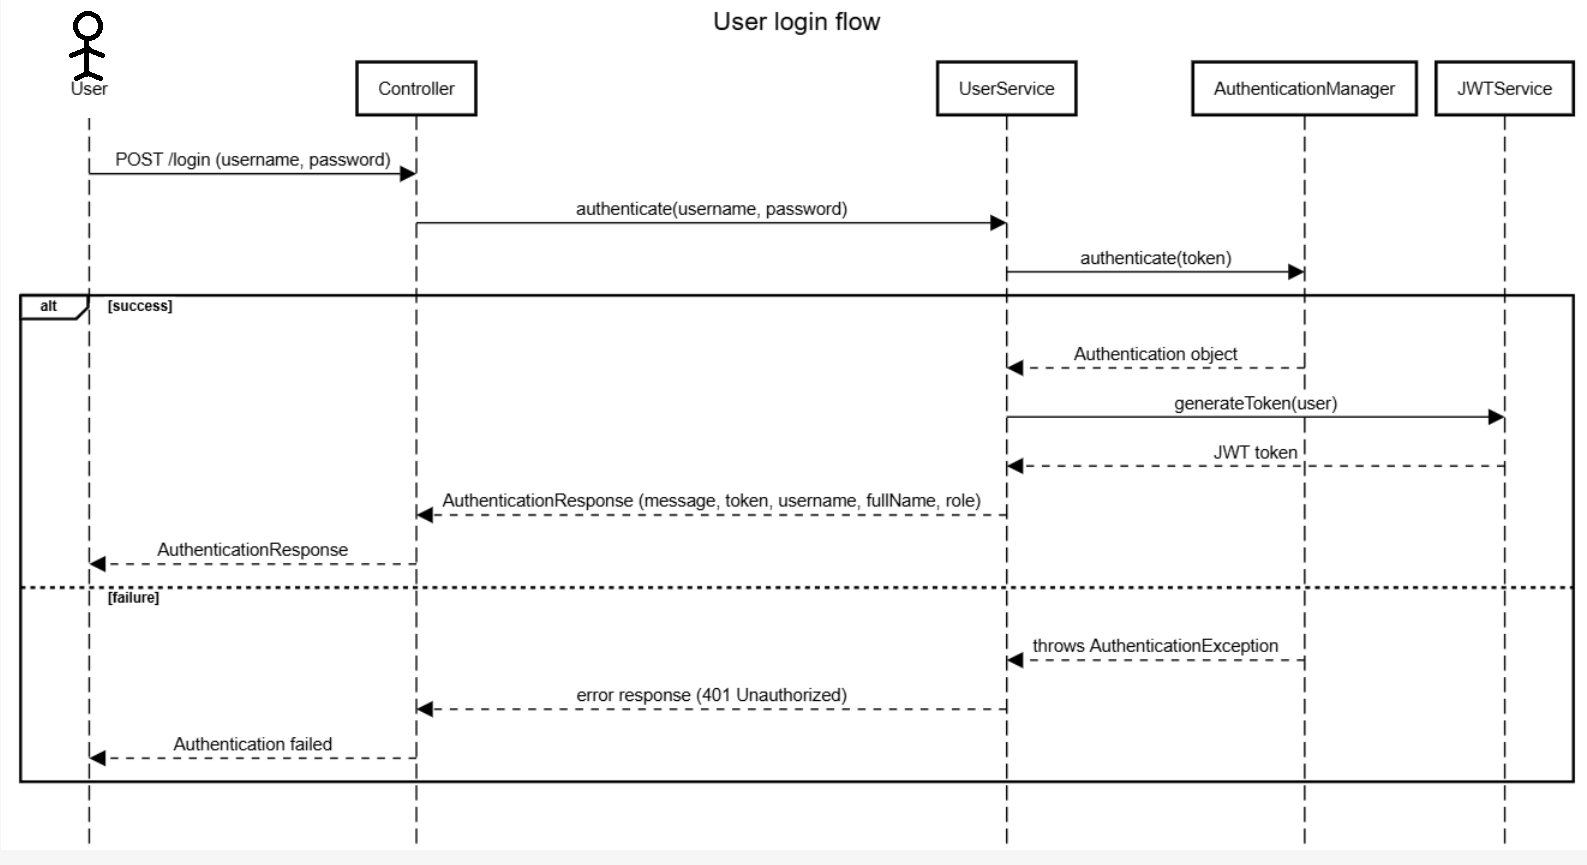 User login flow
User
Controller
UserService
AuthenticationManager
JWTService
POST /login (username, password)
authenticate(username, password)
authenticate(token)
alt
[success]
Authentication object
generateToken(user)
JWT token
AuthenticationResponse (message, token, username, fullName, role)
AuthenticationResponse
[failure]
throws AuthenticationException
error response (401 Unauthorized)
Authentication failed